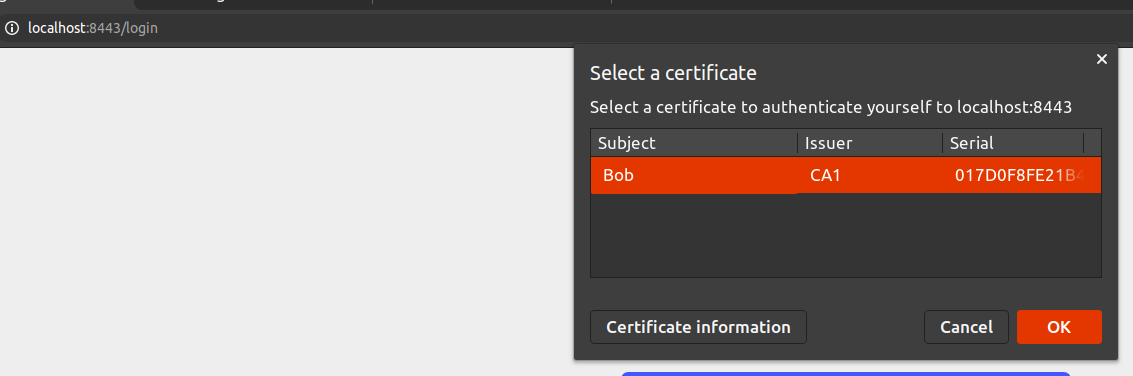 localhost:8443/login
Select a certificate
Select a certificate to authenticate yourself to localhost:8443
Subject Issuer Serial
Bob CA1 017D0F8FE21B4
Certificate information Cancel OK